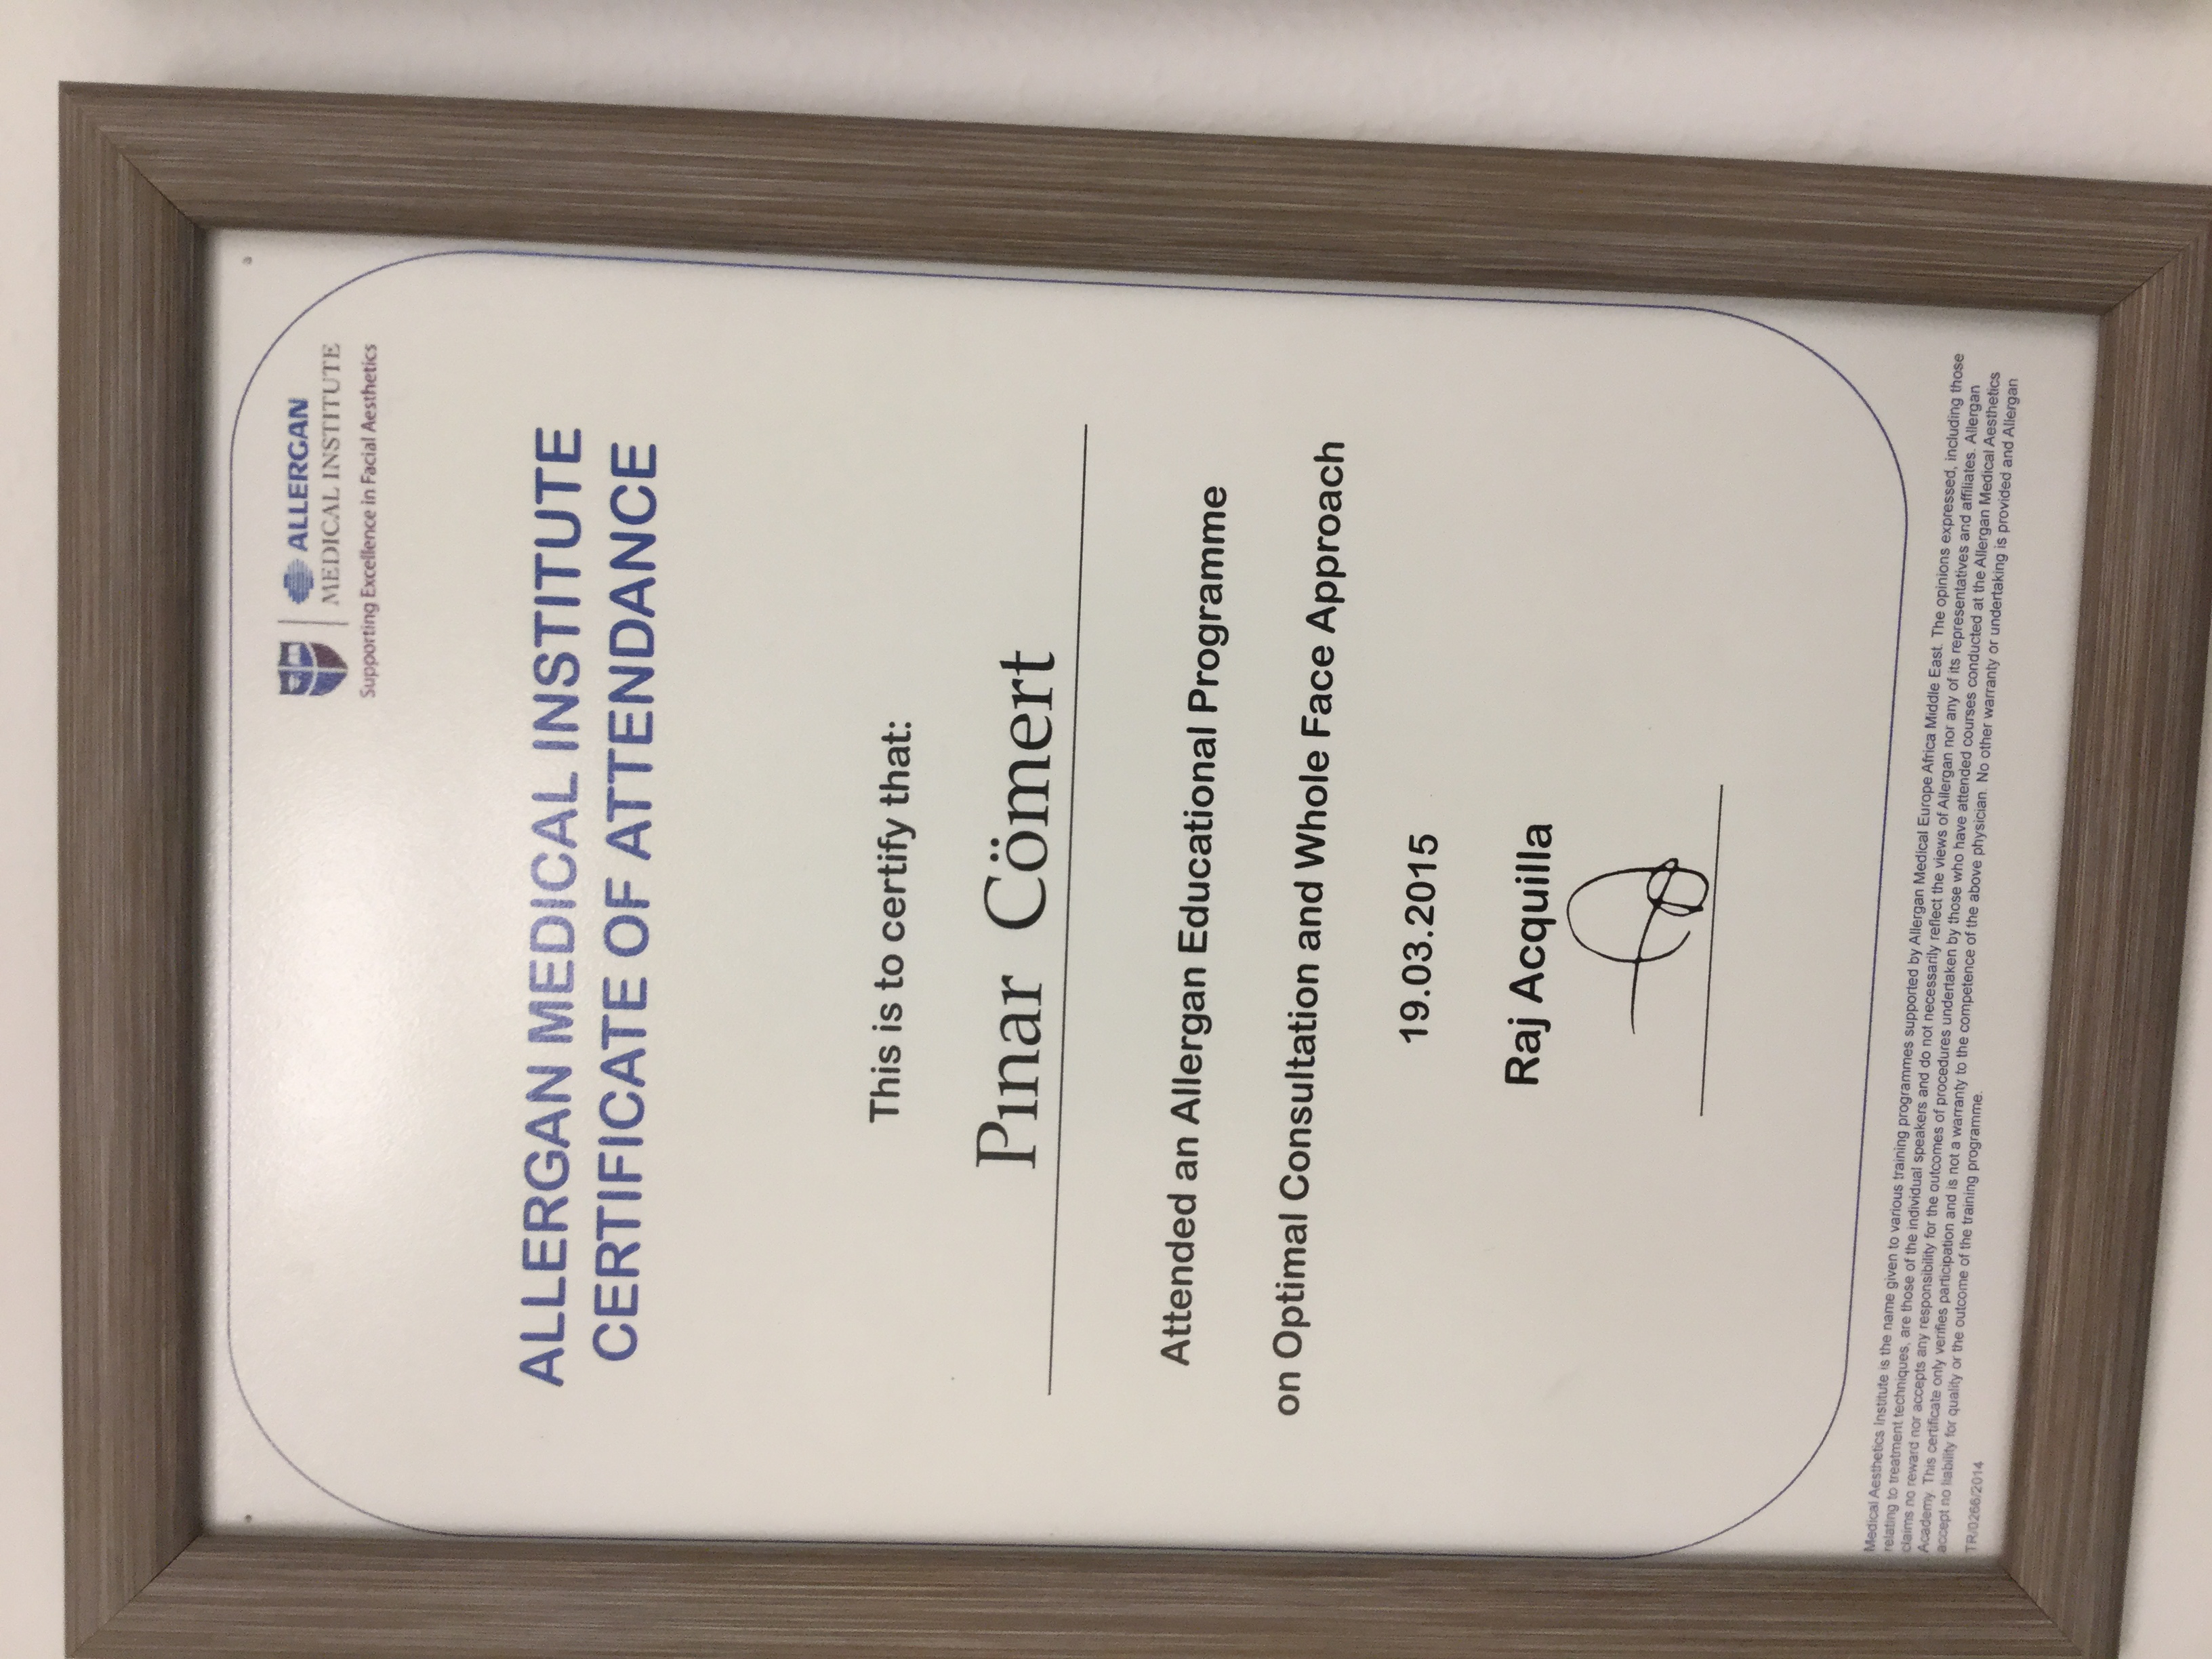 ALLERGAN
MEDICAL INSTITUTE
Supporting Excellence in Facial Aesthetics
ALLERGAN MEDICAL INSTITUTE
CERTIFICATE OF ATTENDANCE
This is to certify that:
Pınar Cömert
Attended an Allergan Educational Programme
on Optimal Consultation and Whole Face Approach
19.03.2015
Raj Acquilla
Medical Aesthetics Institute is the name given to various training programmes supported by Allergan Medical Europe Africa Middle East. The opinions expressed, including those
relating to treatment techniques, are those of the individual speakers and do not necessarily reflect the views of Allergan nor any of its representatives and affiliates. Allergan
claims no reward nor accepts any responsibility for the outcomes of procedures undertaken by those who have attended courses conducted at the Allergan Medical Aesthetics
Academy. This certificate only verifies participation and is not a warranty to the competence of the above physician. No other warranty or undertaking is provided and Allergan
accept no liability for quality or the outcome of the training programme.
TR/0266/2014